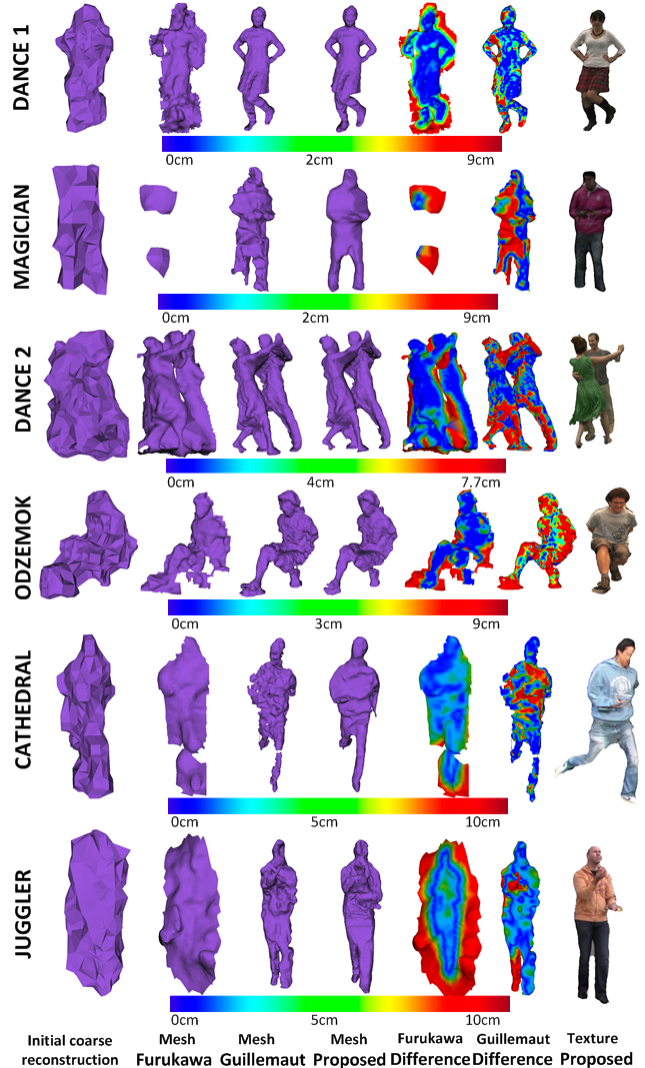 DANCE 1
0cm 2cm 9cm
MAGICIAN
0cm 2cm 9cm
DANCE 2
0cm 4cm 7.7cm
ODZEMOK
0cm 3cm 9cm
CATHEDRAL
0cm 5cm 10cm
JUGGLER
0cm 5cm 10cm
Initial coarse Mesh Mesh Mesh Furukawa Guillemaut Texture
reconstruction Furukawa Guillemaut Proposed Difference Difference Proposed